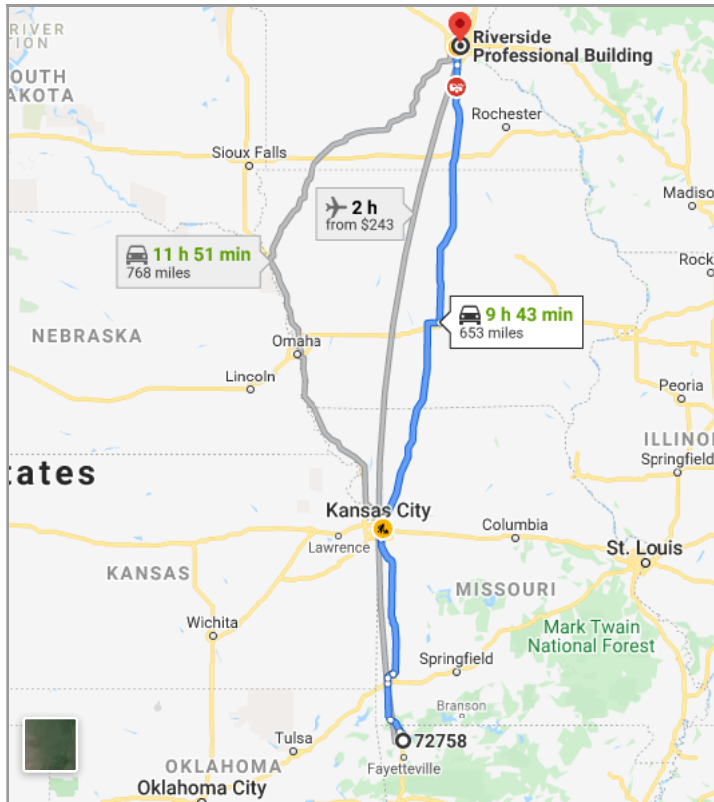 RIVER
TION
Riverside
Professional Building
OUTH
AKOTA
Rochester
Sioux Falls
Madiso
2 h
from $243
11 h 51 min
768 miles
Rock
9 h 43 min
653 miles
NEBRASKA
Omaha
Lincoln
Peoria
ILLINO
Springfield
tates
Kansas City
Columbia
Lawrence
St. Louis
KANSAS
MISSOURI
Wichita
Mark Twain
National Forest
Springfield
Branson
72758
Tulsa
Fayetteville
OKLAHOMA
Oklahoma City